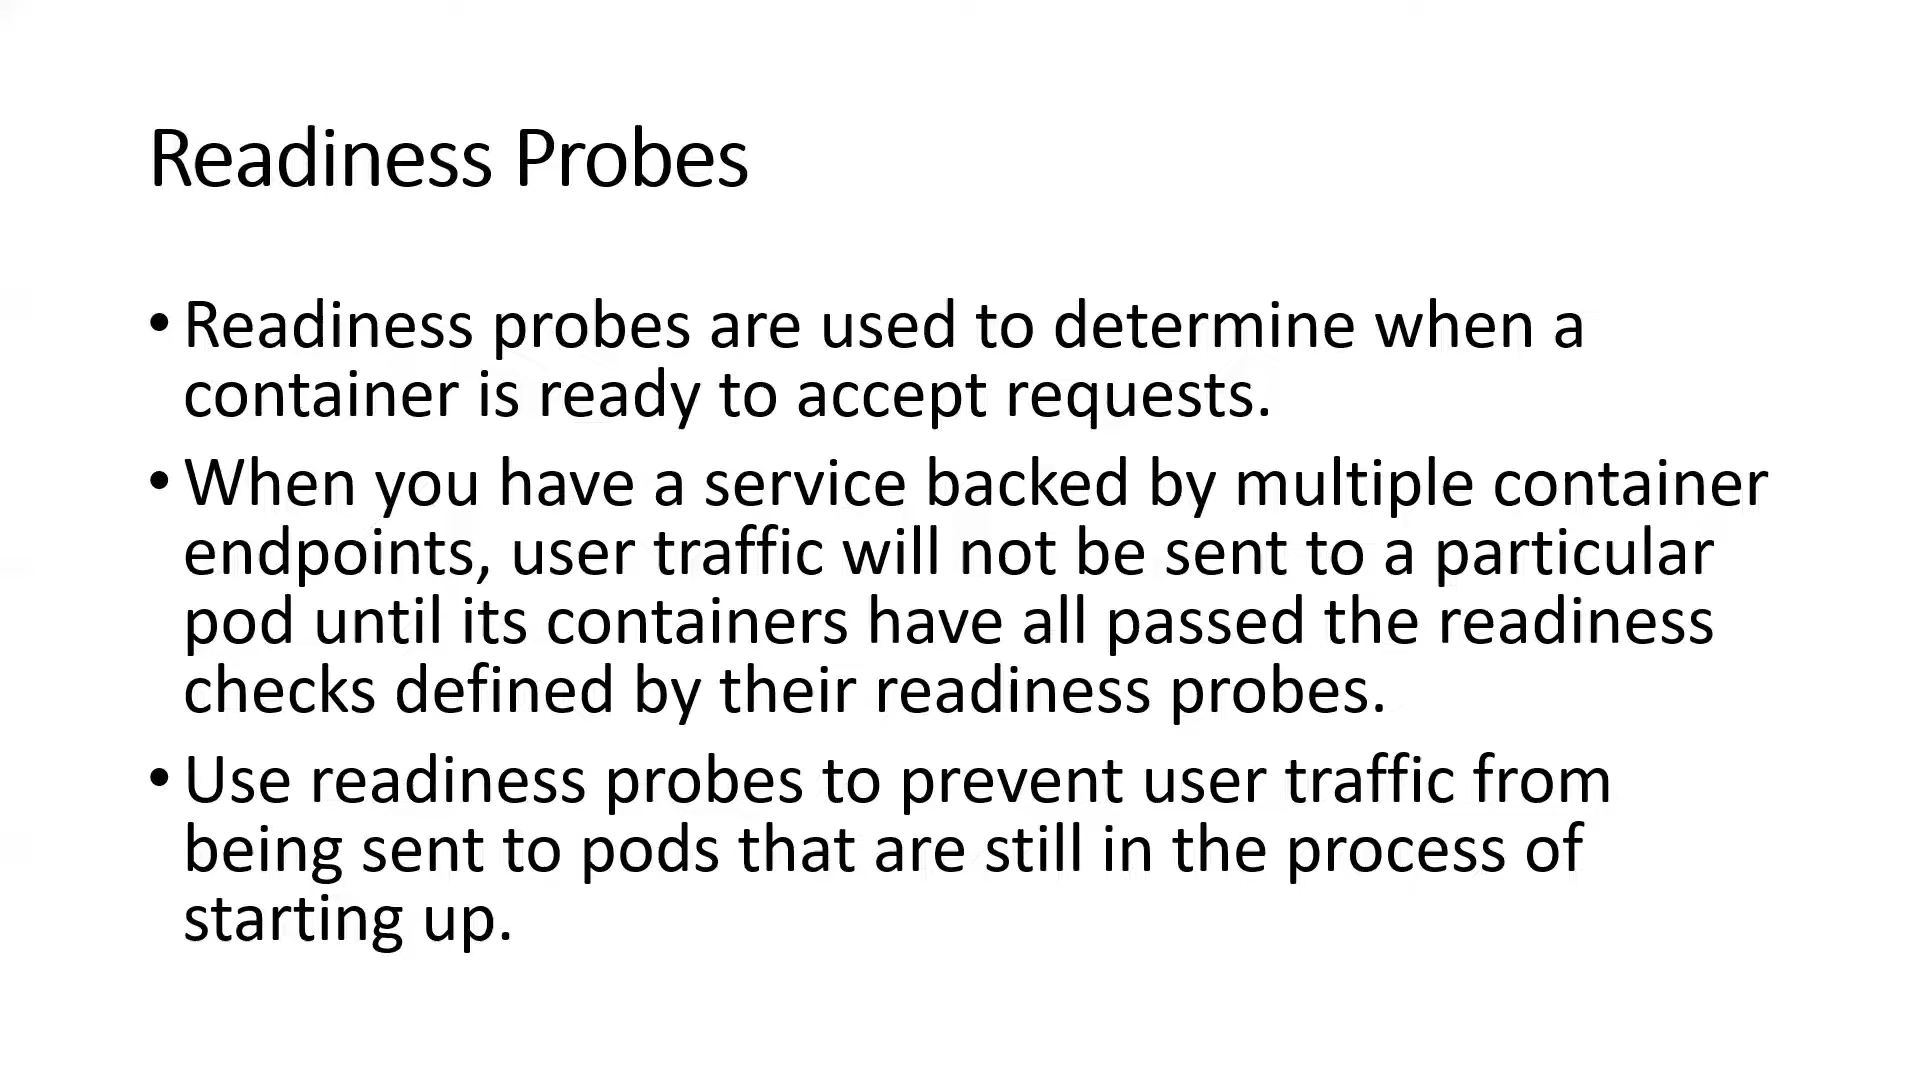 Readiness Probes
• Readiness probes are used to determine when a
container is ready to accept requests.
• When you have a service backed by multiple container
endpoints, user traffic will not be sent to a particular
pod until its containers have all passed the readiness
checks defined by their readiness probes.
• Use readiness probes to prevent user traffic from
being sent to pods that are still in the process of
starting up.